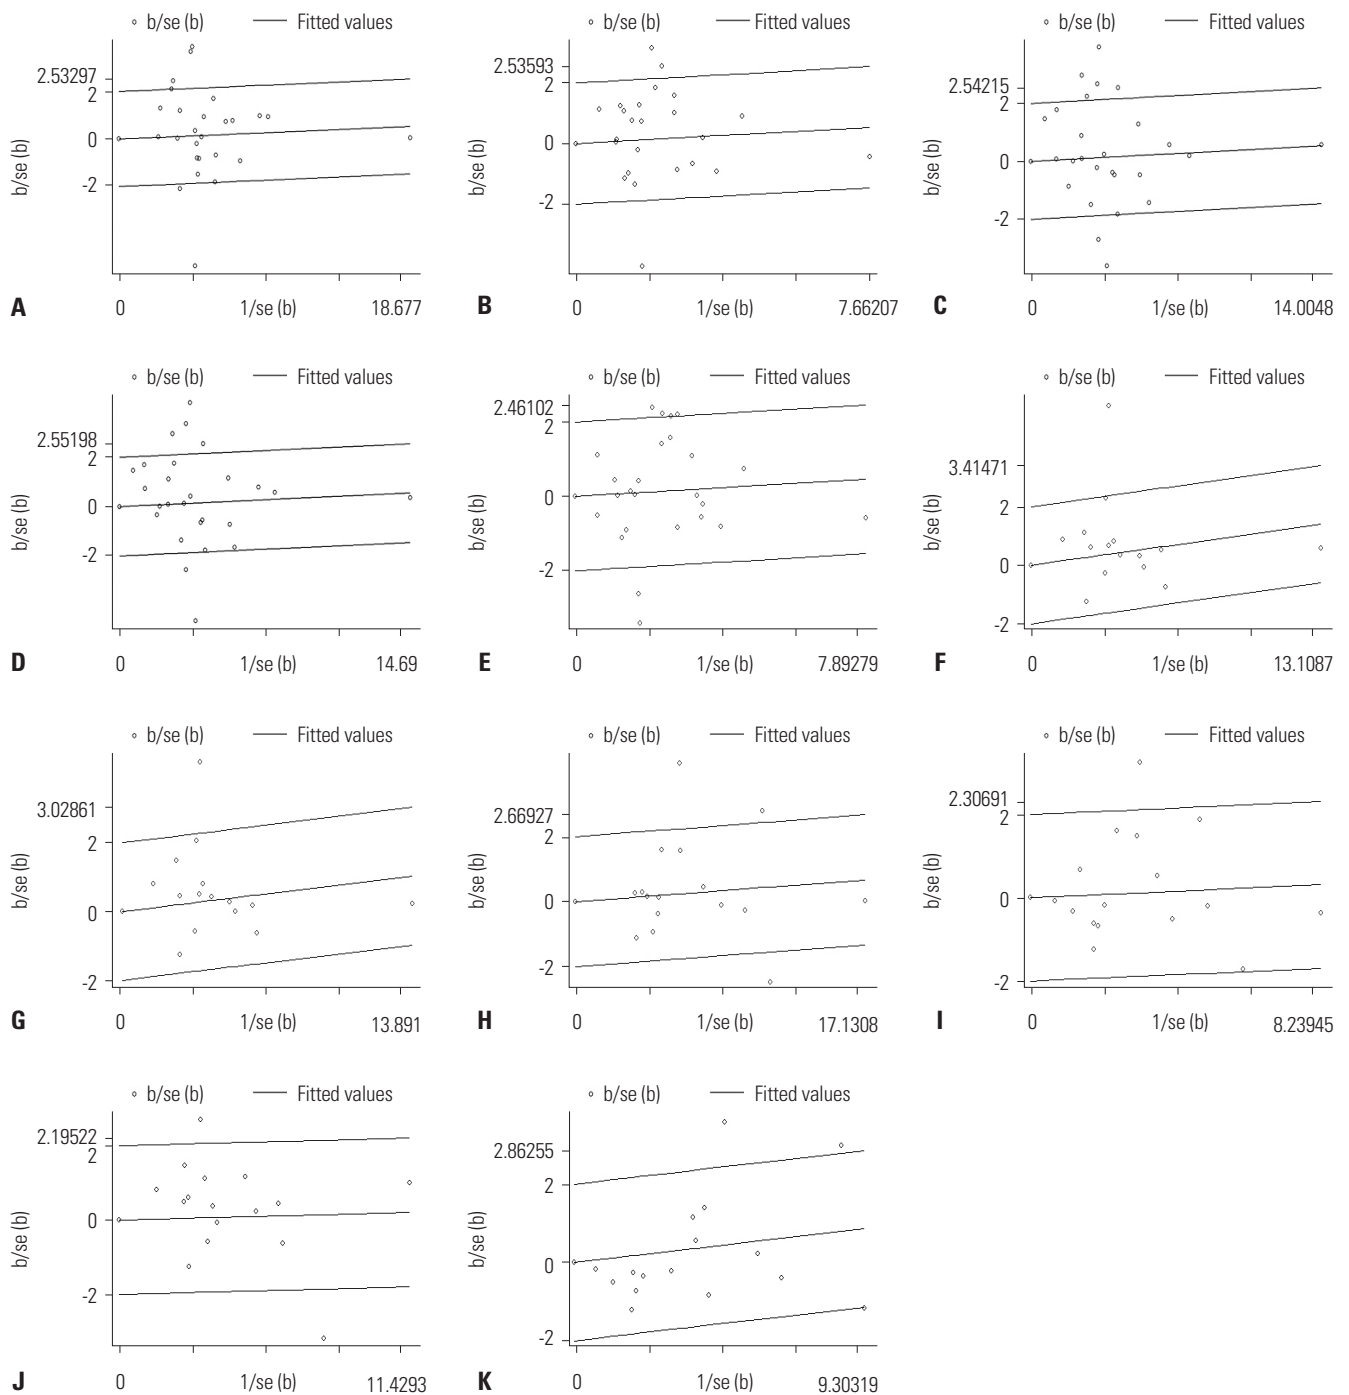 b/se (b) Fitted values
2.53297
2
0
-2
b/se (b)
A
0 1/se (b) 18.677
b/se (b) Fitted values
2.53593
2
0
-2
b/se (b)
B
0 1/se (b) 7.66207
b/se (b) Fitted values
2.54215
2
0
-2
b/se (b)
C
0 1/se (b) 14.0048
b/se (b) Fitted values
2.55198
2
0
-2
b/se (b)
D
0 1/se (b) 14.69
b/se (b) Fitted values
2.46102
2
0
-2
b/se (b)
E
0 1/se (b) 7.89279
b/se (b) Fitted values
3.41471
2
0
-2
b/se (b)
F
0 1/se (b) 13.1087
b/se (b) Fitted values
3.02861
2
0
-2
b/se (b)
G
0 1/se (b) 13.891
b/se (b) Fitted values
2.66927
2
0
-2
b/se (b)
H
0 1/se (b) 17.1308
b/se (b) Fitted values
2.30691
2
0
-2
b/se (b)
I
0 1/se (b) 8.23945
b/se (b) Fitted values
2.19522
2
0
-2
b/se (b)
J
0 1/se (b) 11.4293
b/se (b) Fitted values
2.86255
2
0
-2
b/se (b)
K
0 1/se (b) 9.30319